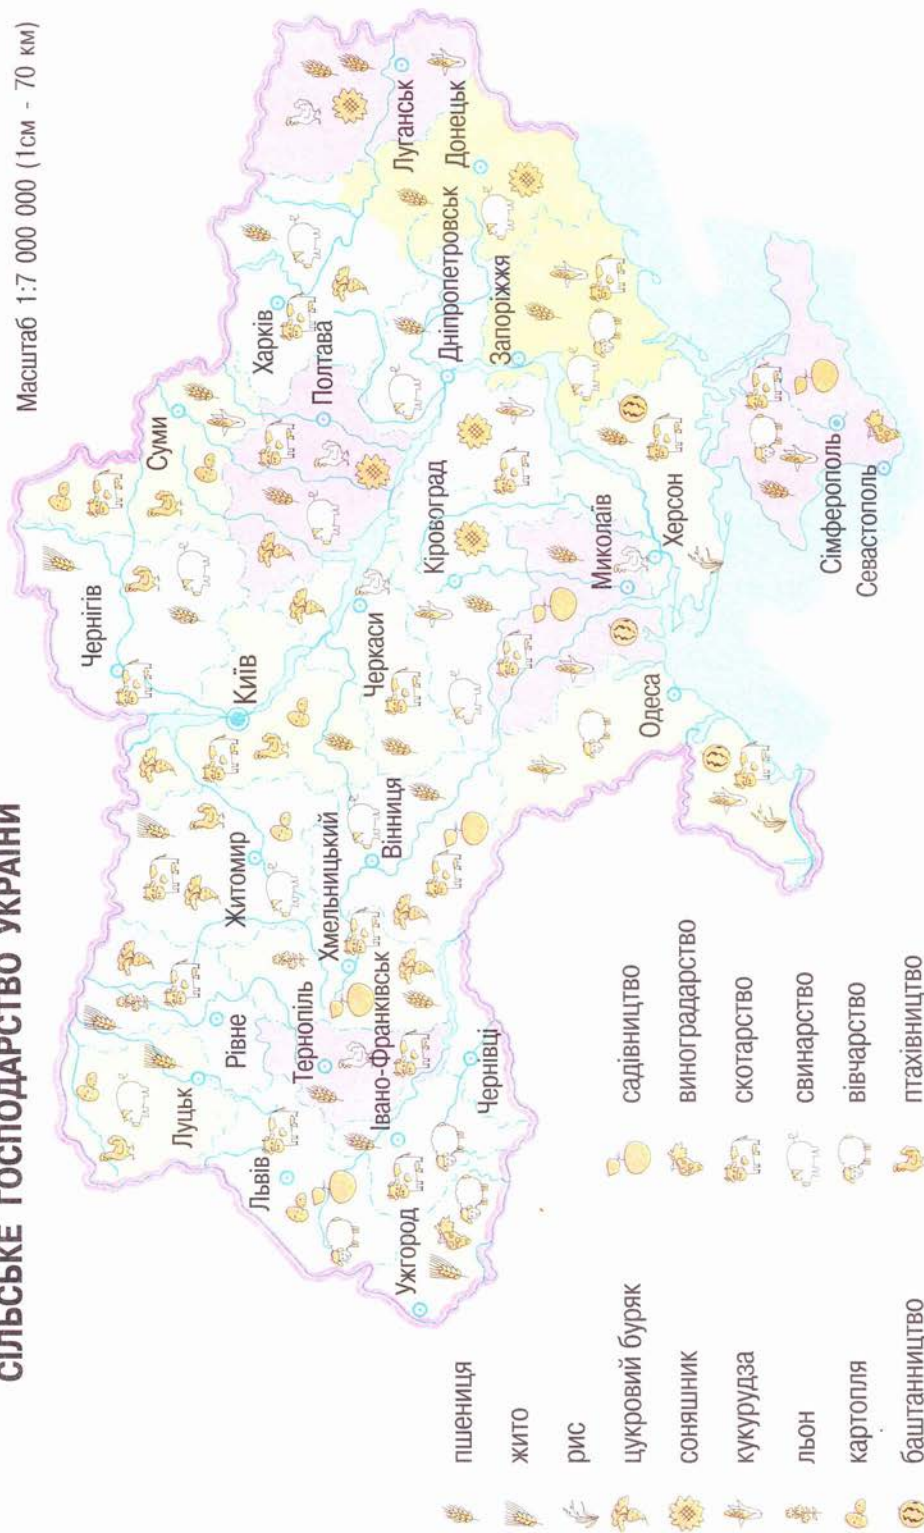 СІЛЬСЬКЕ ГОСПОДАРСТВО УКРАЇНИ
Масштаб 1:7 000 000 (1см - 70 км)
Чернігів
Суми
Київ
Харків
Полтава
Луганськ
Луцьк
Рівне
Житомир
Львів
Тернопіль
Хмельницький
Вінниця
Черкаси
Кіровоград
Дніпропетровськ
Донецьк
Запоріжжя
Ужгород
Івано-Франківськ
Чернівці
Миколаїв
Херсон
Одеса
Сімферополь
Севастополь
пшениця
жито
рис
цукровий буряк
соняшник
кукурудза
льон
картопля
баштанництво
садівництво
виноградарство
скотарство
свинарство
вівчарство
птахівництво